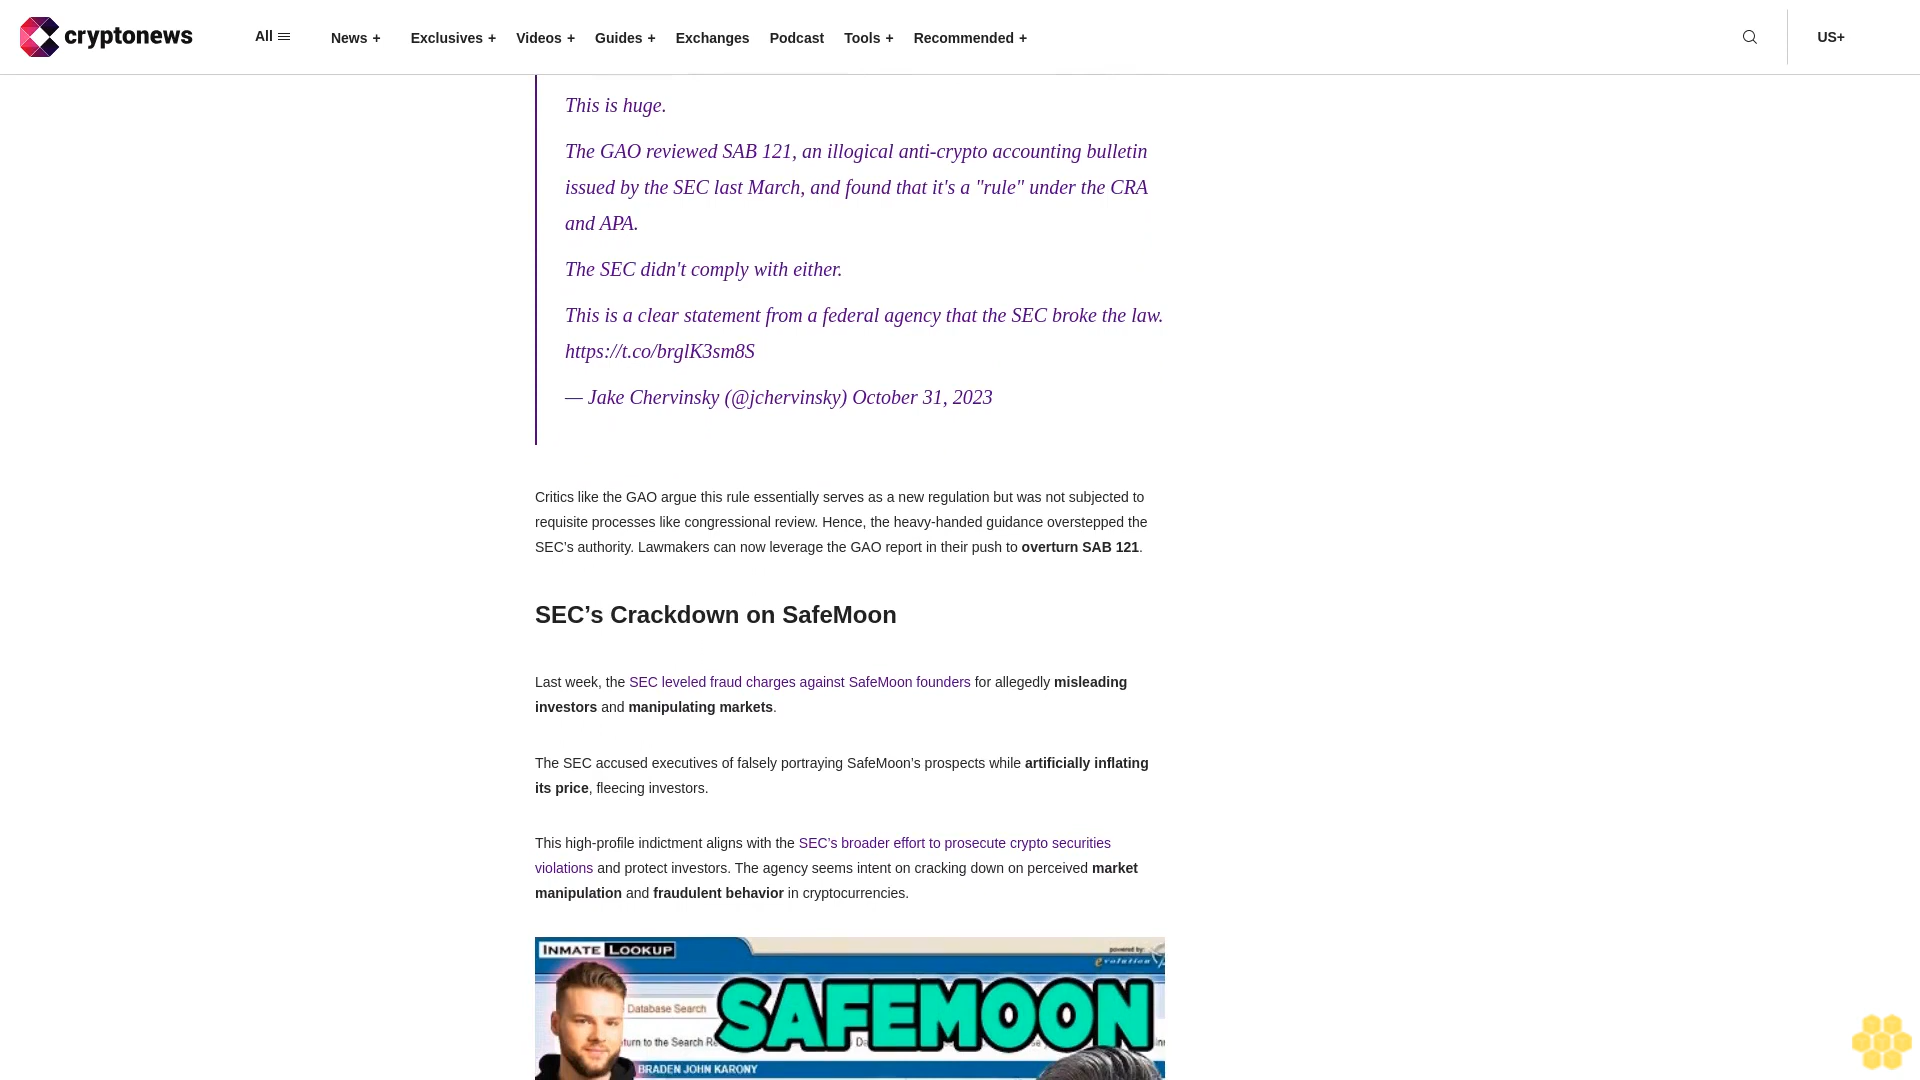 cryptonews
All
News +
Exclusives +
Videos +
Guides +
Exchanges
Podcast
Tools +
Recommended +
US+
This is huge.
The GAO reviewed SAB 121, an illogical anti-crypto accounting bulletin
issued by the SEC last March, and found that it's a "rule" under the CRA
and APA.
The SEC didn't comply with either.
This is a clear statement from a federal agency that the SEC broke the law.
https://t.co/brglK3sm8S
— Jake Chervinsky (@jchervinsky) October 31, 2023
Critics like the GAO argue this rule essentially serves as a new regulation but was not subjected to
requisite processes like congressional review. Hence, the heavy-handed guidance overstepped the
SEC’s authority. Lawmakers can now leverage the GAO report in their push to overturn SAB 121.
SEC’s Crackdown on SafeMoon
Last week, the SEC leveled fraud charges against SafeMoon founders for allegedly misleading
investors and manipulating markets.
The SEC accused executives of falsely portraying SafeMoon’s prospects while artificially inflating
its price, fleecing investors.
This high-profile indictment aligns with the SEC’s broader effort to prosecute crypto securities
violations and protect investors. The agency seems intent on cracking down on perceived market
manipulation and fraudulent behavior in cryptocurrencies.
INMATE LOOKUP
powered by:
evolution
Database Search
SAFEMOON
turn to the Search Re
BRADEN JOHN KARONY